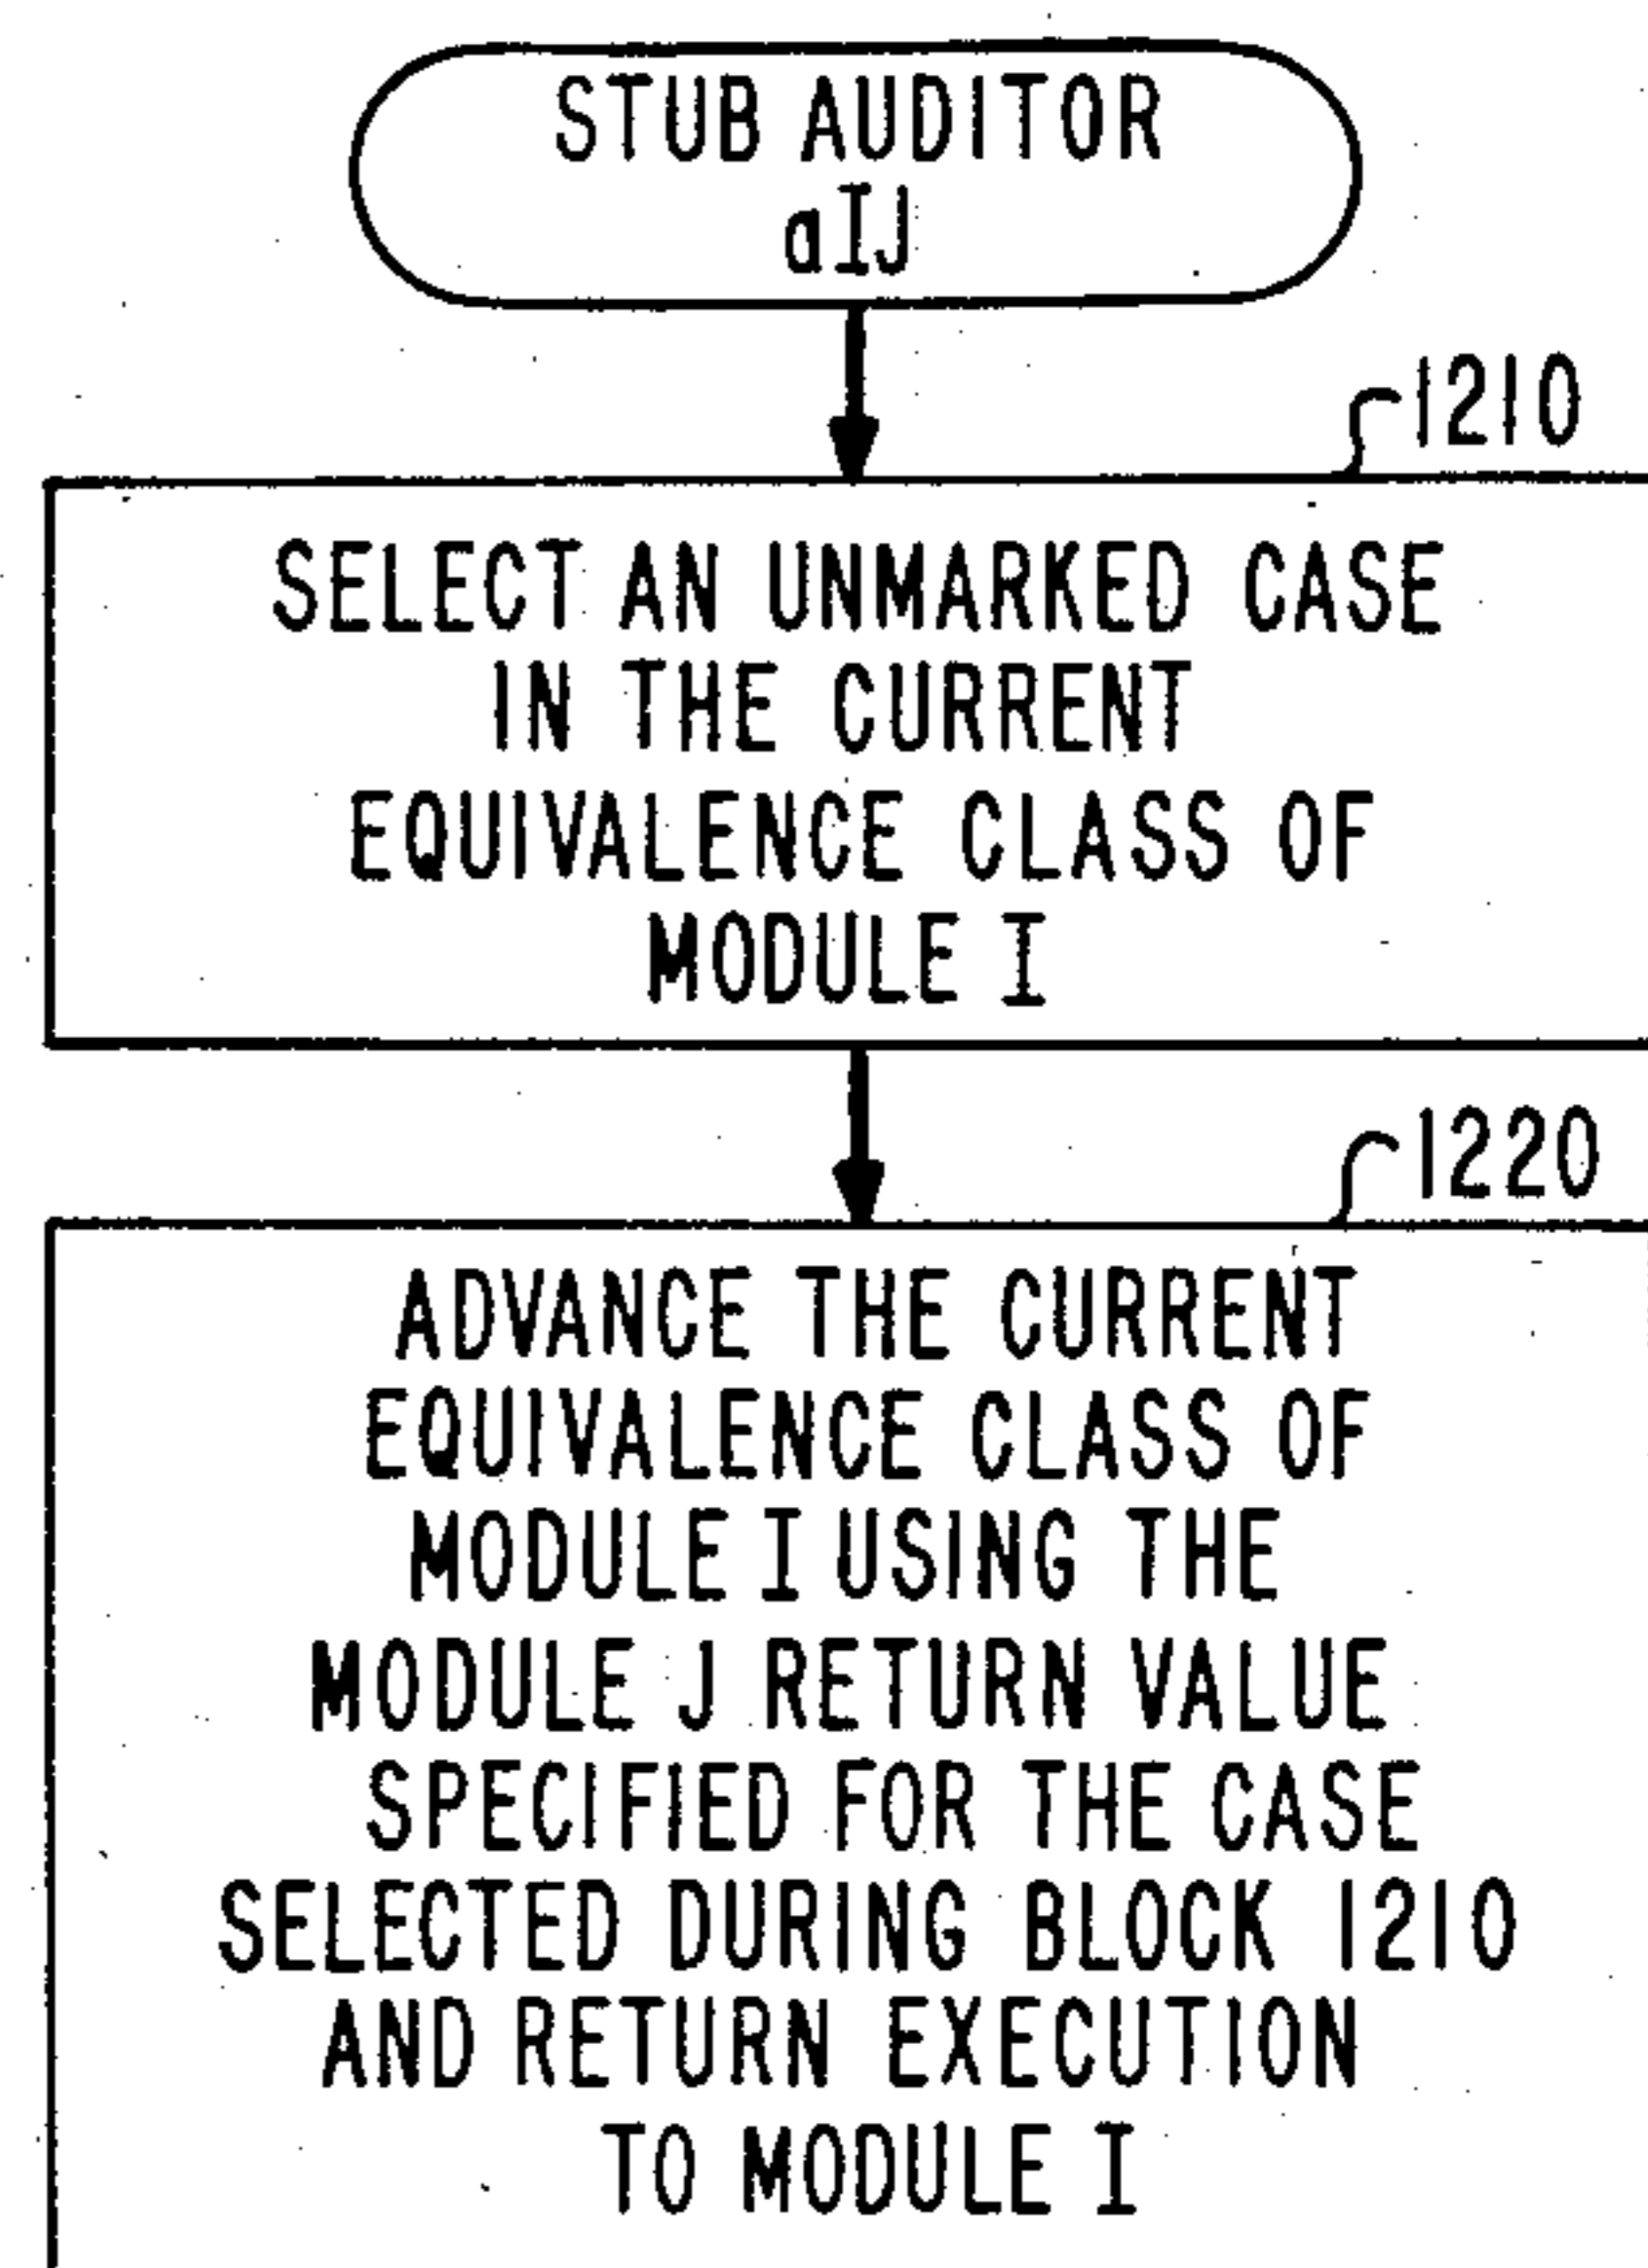 STUB AUDITOR
aIJ
1210
SELECT AN UNMARKED CASE
IN THE CURRENT
EQUIVALENCE CLASS OF
MODULE I
1220
ADVANCE THE CURRENT
EQUIVALENCE CLASS OF
MODULE I USING THE
MODULE J RETURN VALUE
SPECIFIED FOR THE CASE
SELECTED DURING BLOCK 1210
AND RETURN EXECUTION
TO MODULE I